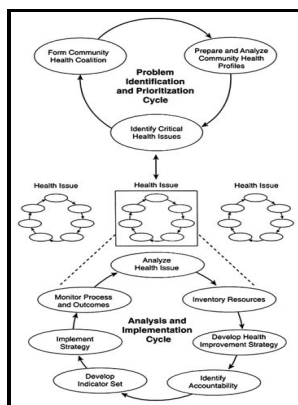 Form Community
Health Coalition
Prepare and Analyze
Community Health
Profiles
Problem
Identification
and Prioritization
Cycle
Identify Critical
Health Issues
Health Issue
Health Issue
Health Issue
Analyze
Health Issue
Monitor Process
and Outcomes
Inventory Resources
Analysis and
Implementation
Cycle
Implement
Strategy
Develop Health
Improvement Strategy
Develop
Indicator Set
Identify
Accountability